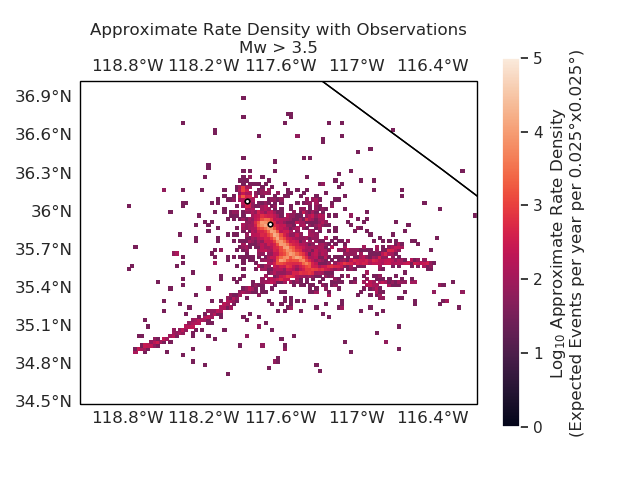 Approximate Rate Density with Observations
Mw > 3.5
118.8°W 118.2°W 117.6°W 117°W 116.4°W
36.9°N
36.6°N
36.3°N
36°N
35.7°N
35.4°N
35.1°N
34.8°N
34.5°N
118.8°W 118.2°W 117.6°W 117°W 116.4°W
5
4
3
2
1
0
Log10 Approximate Rate Density
(Expected Events per year per 0.025°x0.025°)